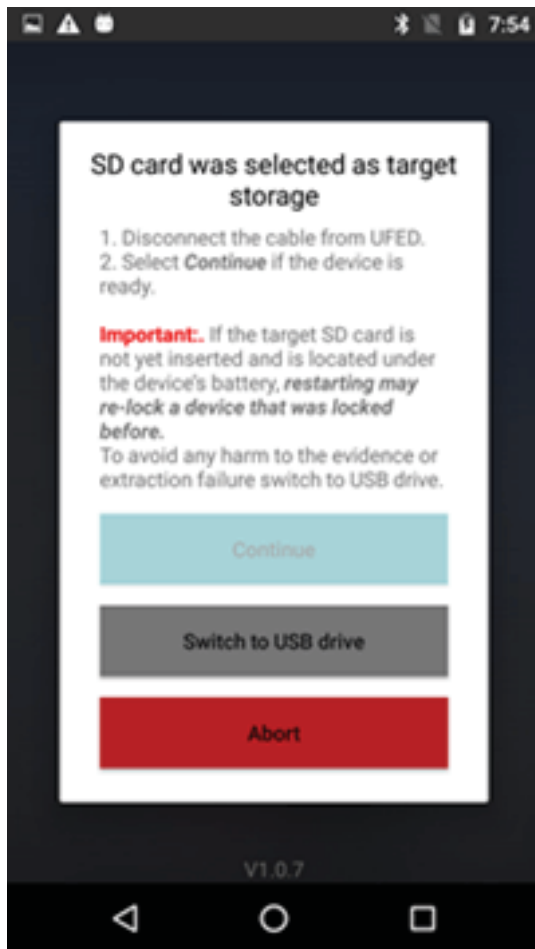 7:54
SD card was selected as target
storage
1. Disconnect the cable from UFED.
2. Select Continue if the device is
ready.
Important:. If the target SD card is
not yet inserted and is located under
the device's battery, restarting may
re-lock a device that was locked
before.
To avoid any harm to the evidence or
extraction failure switch to USB drive.
Continue
Switch to USB drive
Abort
V1.0.7